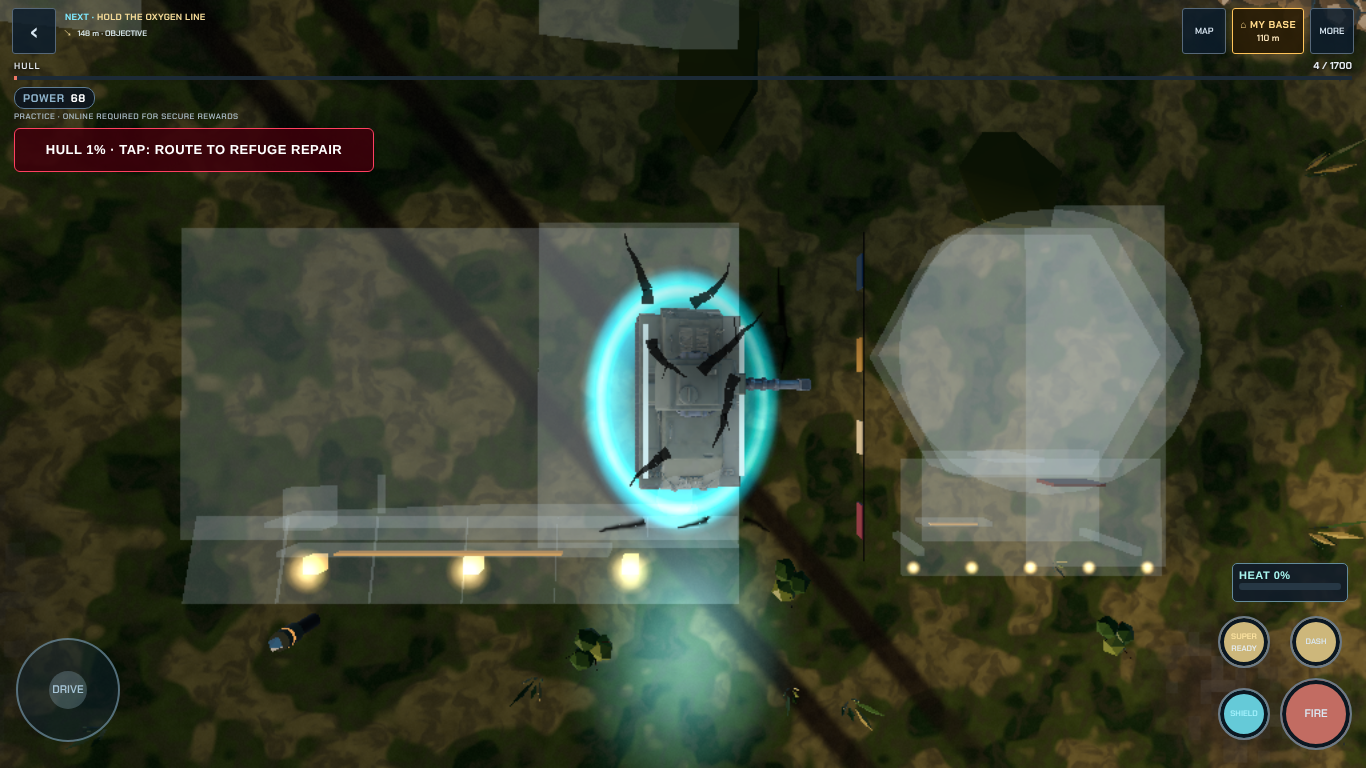 NEXT · HOLD THE OXYGEN LINE
↘ 148 m · OBJECTIVE
MAP
⌂ MY BASE
110 m
MORE
HULL
4 / 1700
POWER 68
PRACTICE · ONLINE REQUIRED FOR SECURE REWARDS
HULL 1% · TAP: ROUTE TO REFUGE REPAIR
HEAT 0%
SUPER
READY
DASH
DRIVE
SHIELD
FIRE